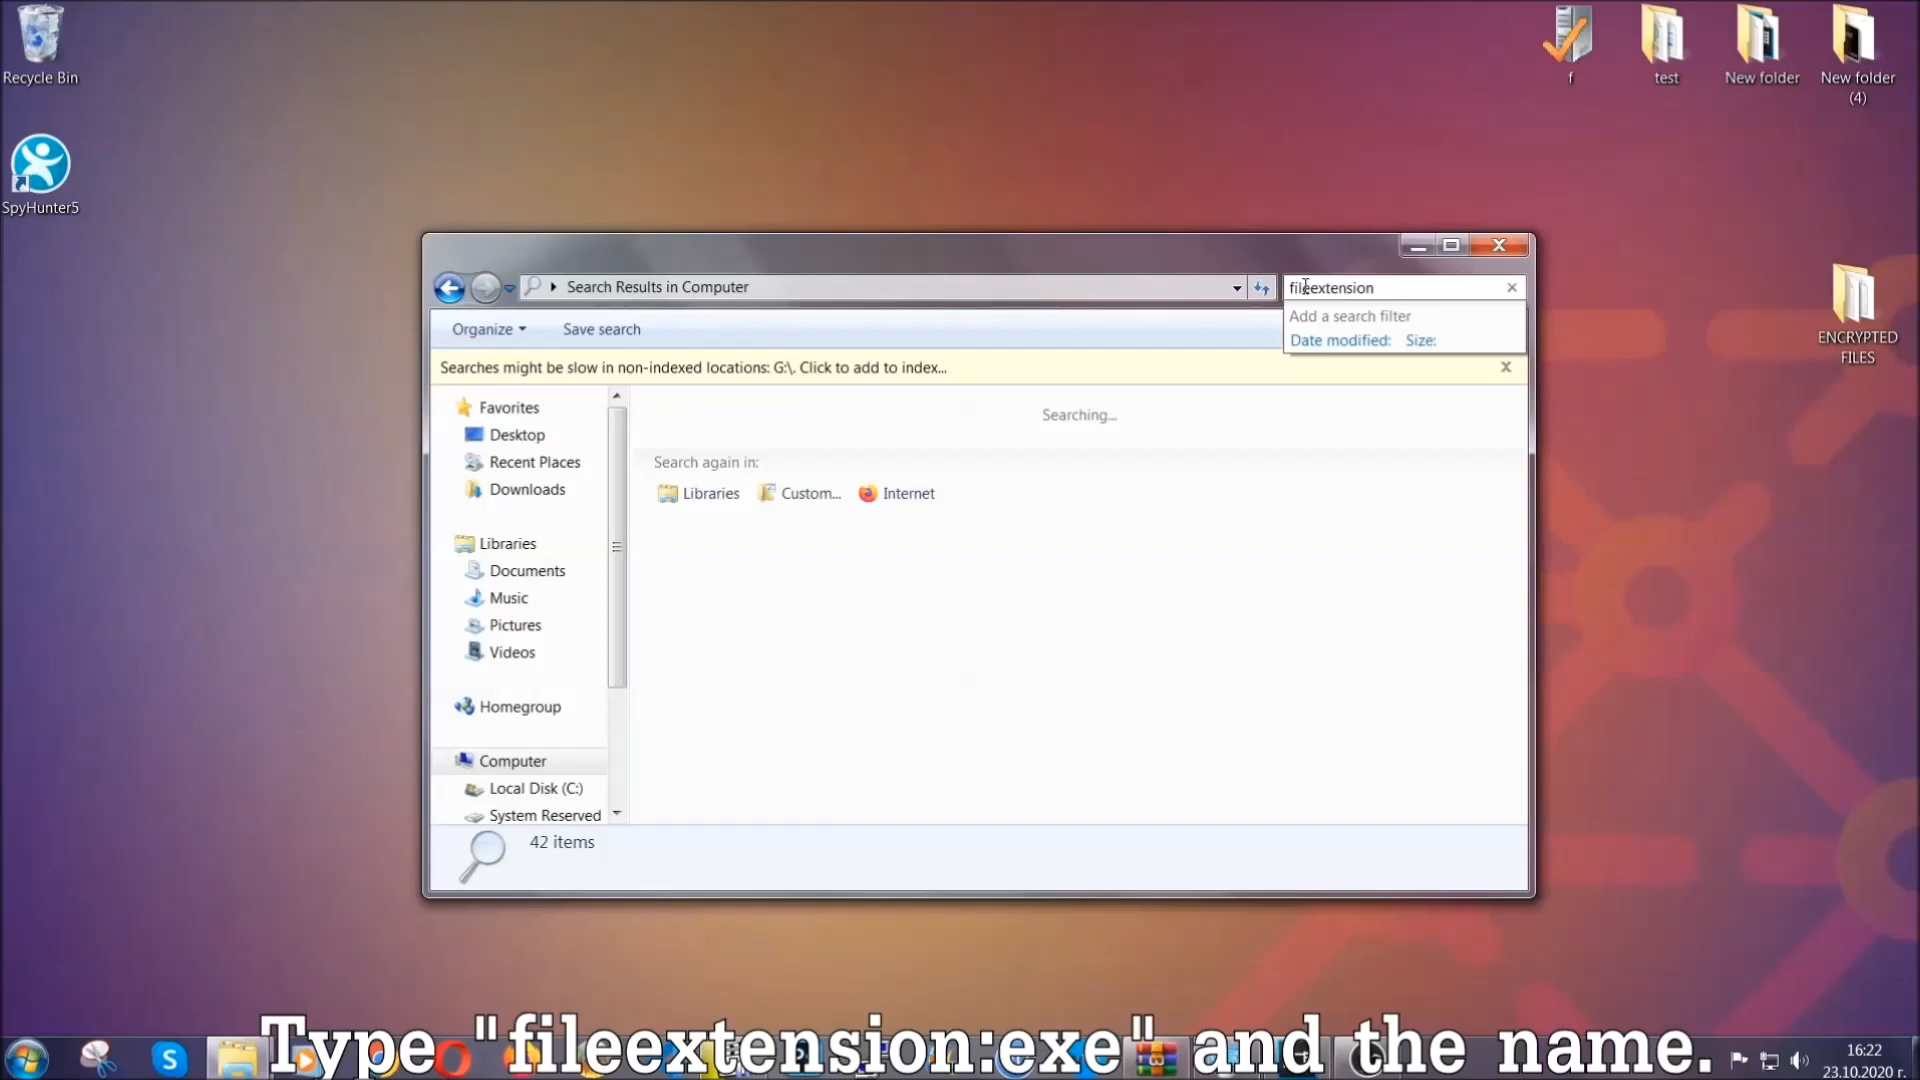 Recycle Bin
f
test
New folder
New folder
(4)
SpyHunter5
ENCRYPTED
FILES
Search Results in Computer
fileextension
Add a search filter
Date modified: Size:
Organize
Save search
Searches might be slow in non-indexed locations: G:\. Click to add to index...
Favorites
Desktop
Recent Places
Downloads
Libraries
Documents
Music
Pictures
Videos
Homegroup
Computer
Local Disk (C:)
System Reserved
Searching...
Search again in:
Libraries
Custom...
Internet
42 items
Type "fileextension:exe" and the name.
16:22
23.10.2020 г.